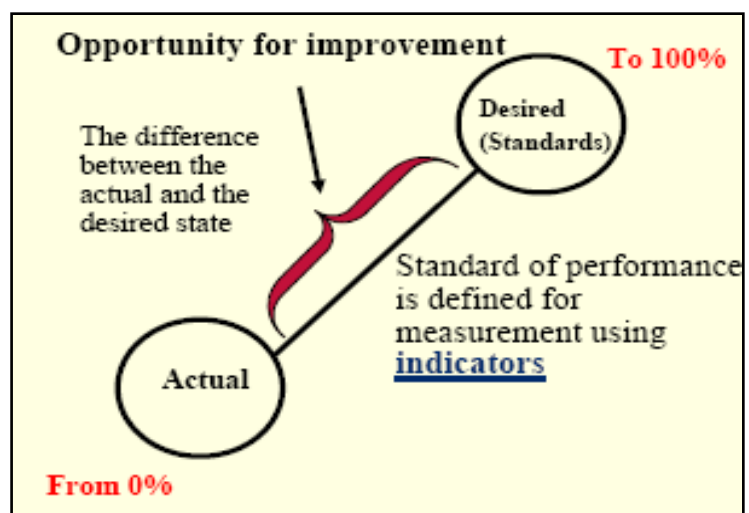 Opportunity for improvement
To 100%
Desired
(Standards)
The difference
between the
actual and the
desired state
Standard of performance
is defined for
measurement using
indicators
Actual
From 0%